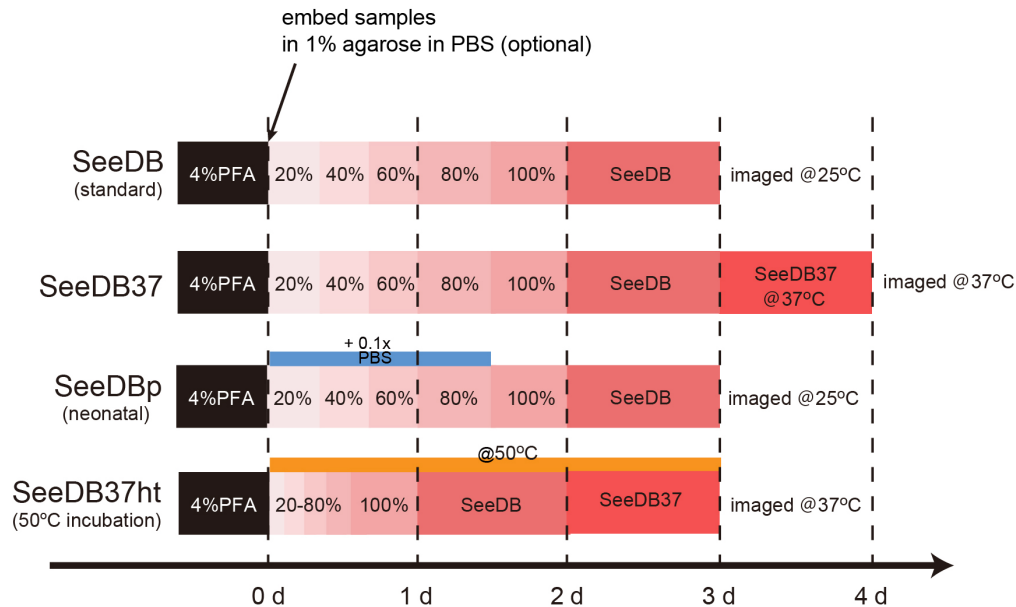 embed samples
in 1% agarose in PBS (optional)
SeeDB
(standard)
4%PFA
20%
40%
60%
80%
100%
SeeDB
imaged @25ºC
SeeDB37
4%PFA
20%
40%
60%
80%
100%
SeeDB
SeeDB37
@37ºC
imaged @37ºC
+ 0.1x
PBS
SeeDBp
(neonatal)
4%PFA
20%
40%
60%
80%
100%
SeeDB
imaged @25ºC
@50ºC
SeeDB37ht
(50ºC incubation)
4%PFA
20-80%
100%
SeeDB
SeeDB37
imaged @37ºC
0 d
1 d
2 d
3 d
4 d